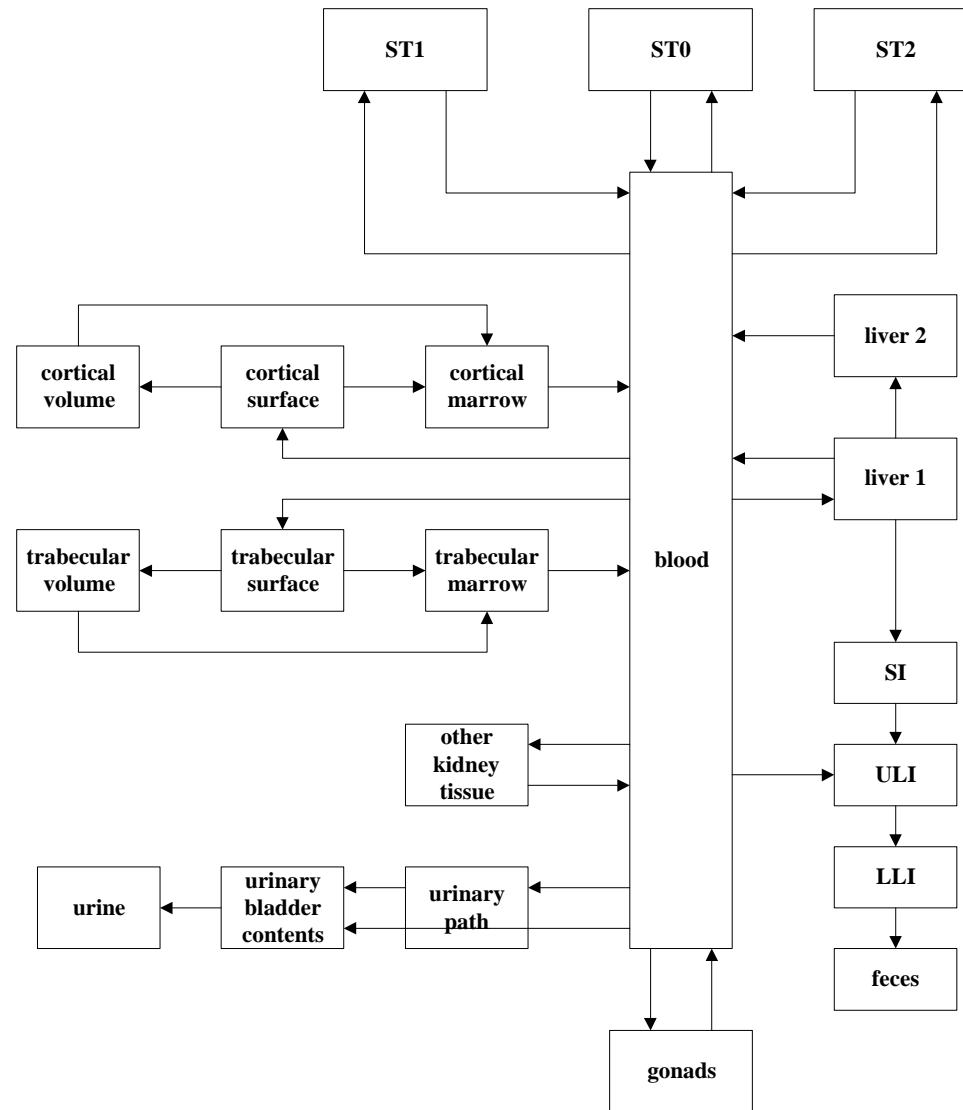 ST1
ST0
ST2
liver 2
cortical
volume
cortical
surface
cortical
marrow
liver 1
trabecular
volume
trabecular
surface
trabecular
marrow
blood
SI
other
kidney
tissue
ULI
urine
urinary
bladder
contents
urinary
path
LLI
feces
gonads